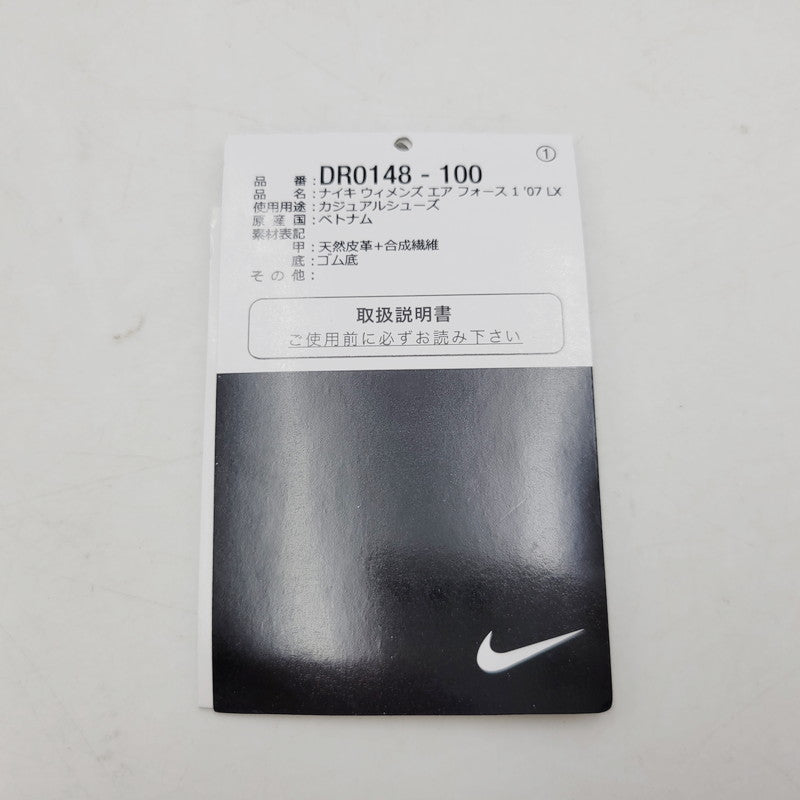 ①
品 番 : DR0148 - 100
品 名 : ナイキ ウィメンズ エア フォース 1 '07 LX
使用用途 : カジュアルシューズ
原 産 国 : ベトナム
素材表記
甲 : 天然皮革+合成繊維
底 : ゴム底
そ の 他 :
取扱説明書
ご使用前に必ずお読み下さい